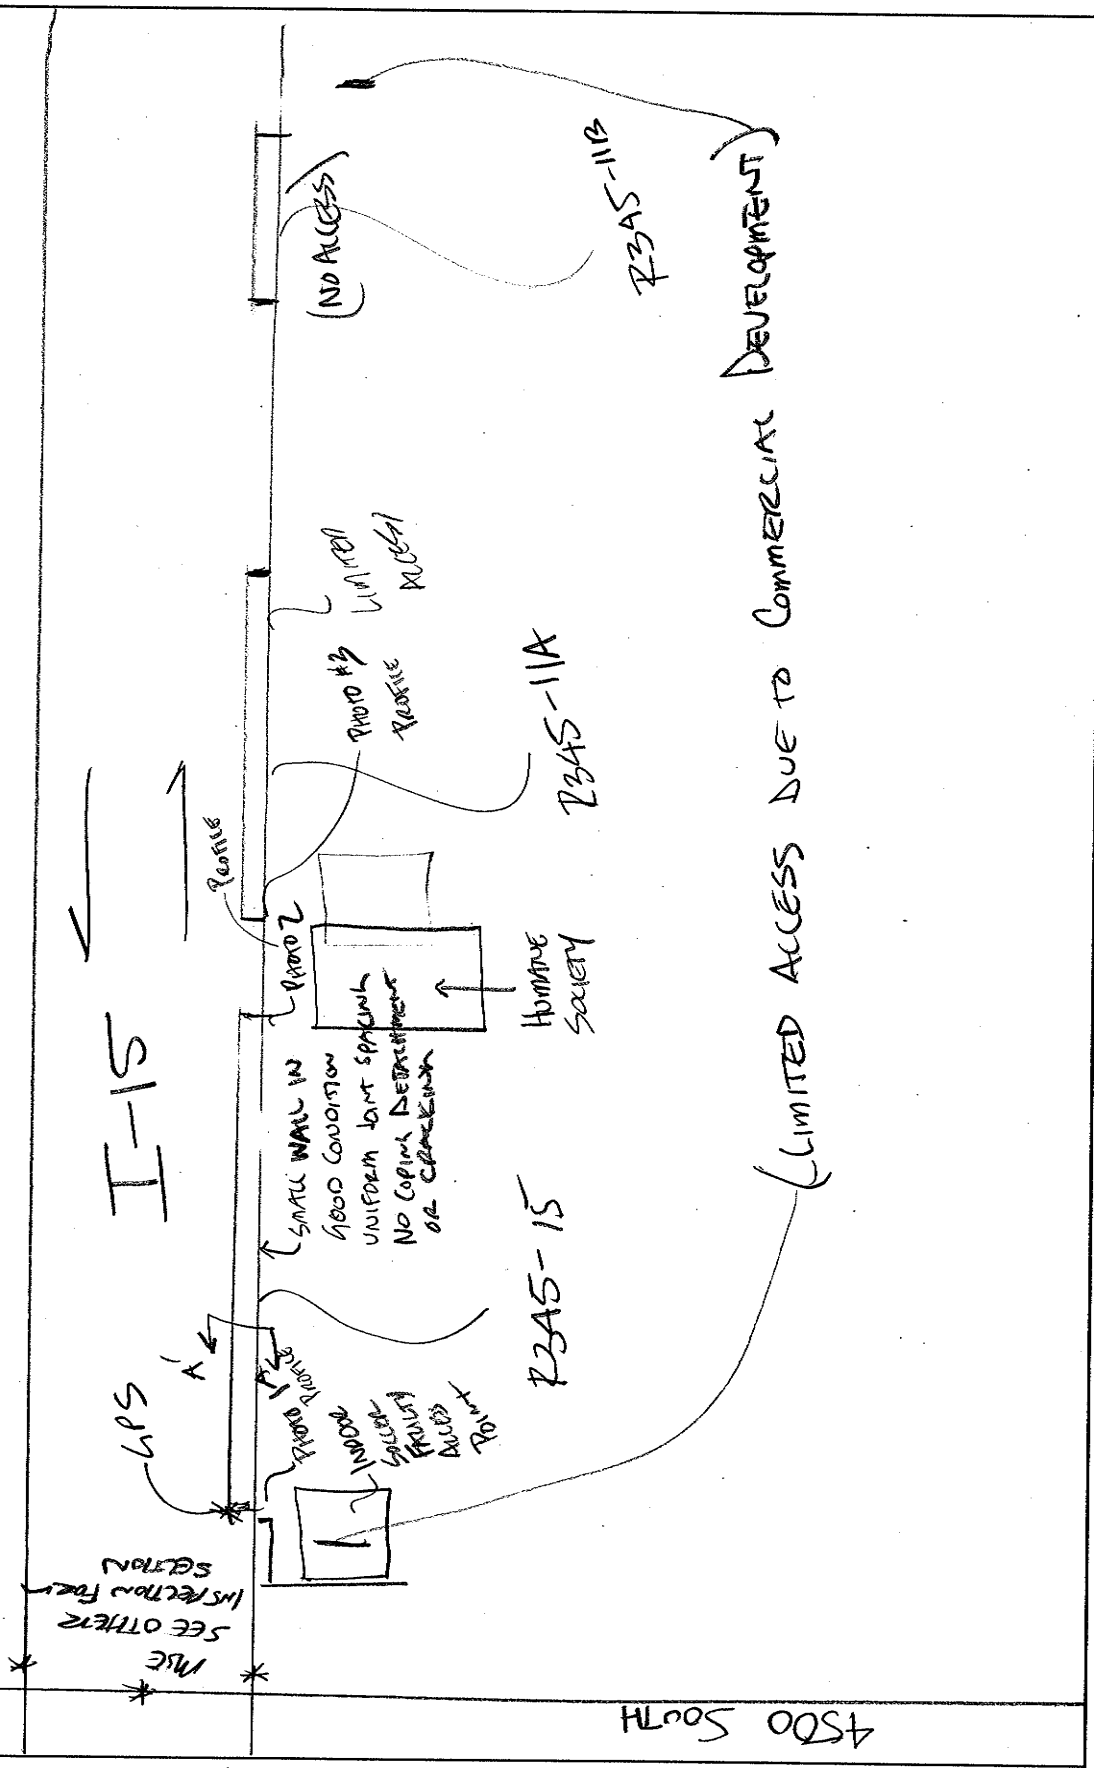 I-15
GPS
A'
A
PHOTO 1
PROFILE
INDOOR
SOCCER
FACILITY
ACCESS
POINT
R345-15
SMALL WALL IN
GOOD CONDITION
UNIFORM JOINT SPACING
NO COPING DETACHMENT
OR CRACKING
PHOTO 2
PROFILE
HUMANE
SOCIETY
PHOTO #3
PROFILE
R345-11A
LIMITED
ACCESS
(NO ACCESS)
R345-11B
(LIMITED ACCESS DUE TO COMMERCIAL DEVELOPMENT)
MSE
SEE OTHER
INSPECTION FORM
SECTION
4500 SOUTH